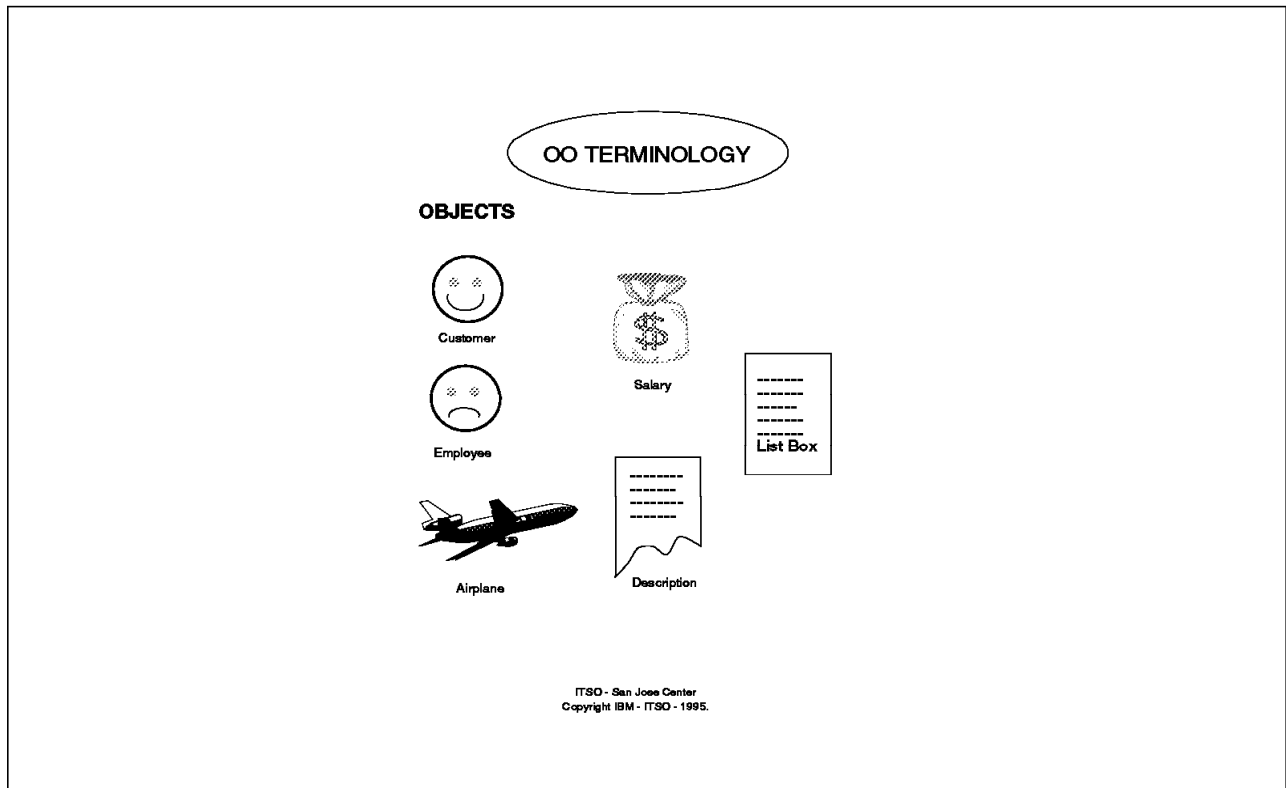 OO TERMINOLOGY
OBJECTS
Customer
$
Salary
Employee
List Box
Airplane
Description
ITSO - San Jose Center
Copyright IBM - ITSO - 1995.